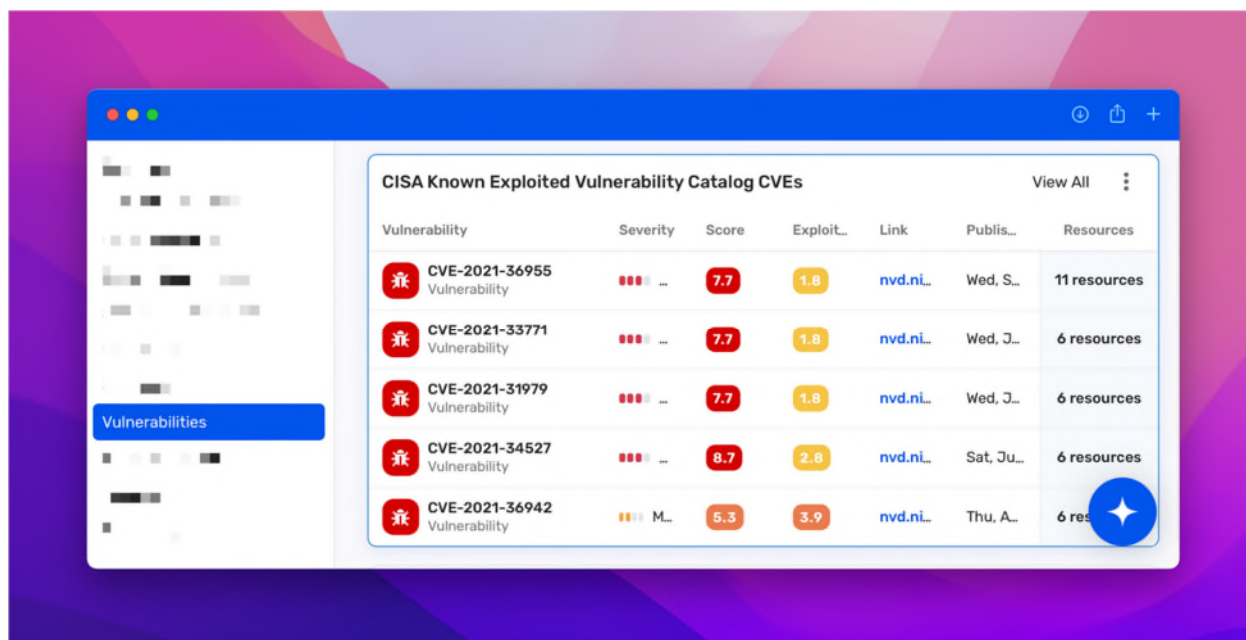 Vulnerabilities
CISA Known Exploited Vulnerability Catalog CVEs View All
Vulnerability Severity Score Exploit... Link Publis... Resources
CVE-2021-36955 ... 7.7 1.8 nvd.ni... Wed, S... 11 resources
Vulnerability
CVE-2021-33771 ... 7.7 1.8 nvd.ni... Wed, J... 6 resources
Vulnerability
CVE-2021-31979 ... 7.7 1.8 nvd.ni... Wed, J... 6 resources
Vulnerability
CVE-2021-34527 ... 8.7 2.8 nvd.ni... Sat, Ju... 6 resources
Vulnerability
CVE-2021-36942 M... 5.3 3.9 nvd.ni... Thu, A... 6 res
Vulnerability